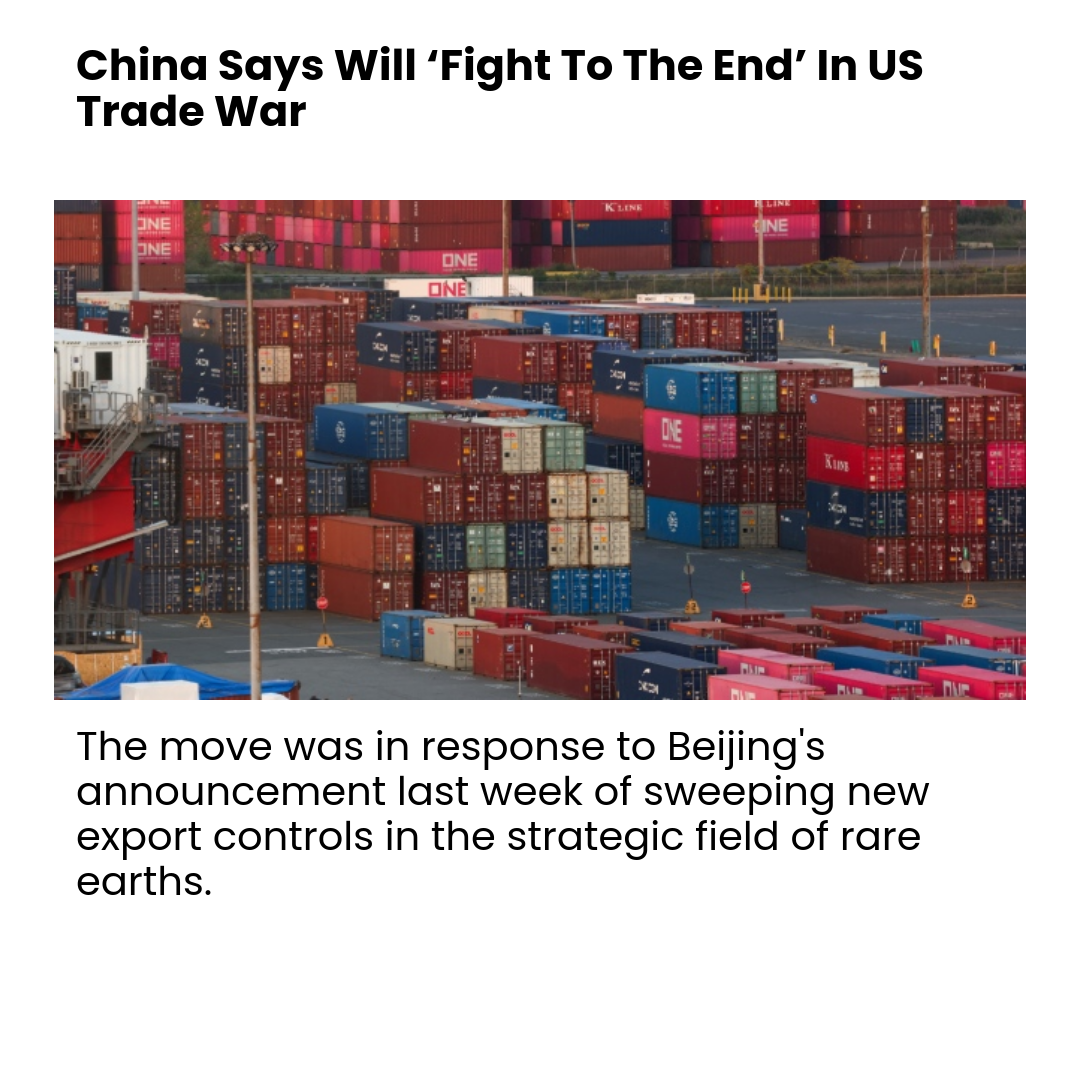 China Says Will ‘Fight To The End’ In US
Trade War
ONE
ONE
ONE
K LINE
K LINE
ONE
ONE
ONE
ONE
K LINE
The move was in response to Beijing's
announcement last week of sweeping new
export controls in the strategic field of rare
earths.